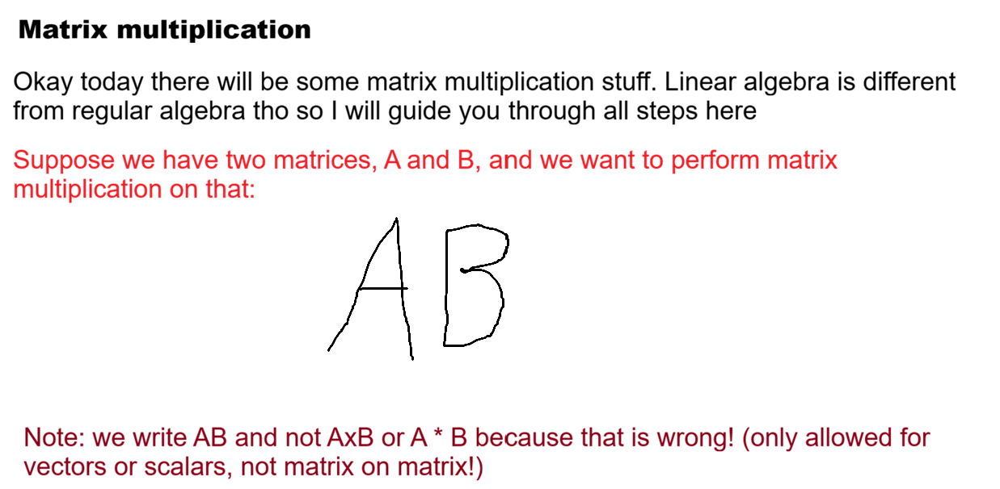 Matrix multiplication
Okay today there will be some matrix multiplication stuff. Linear algebra is different
from regular algebra tho so I will guide you through all steps here
Suppose we have two matrices, A and B, and we want to perform matrix
multiplication on that:
AB
Note: we write AB and not AxB or A * B because that is wrong! (only allowed for
vectors or scalars, not matrix on matrix!)